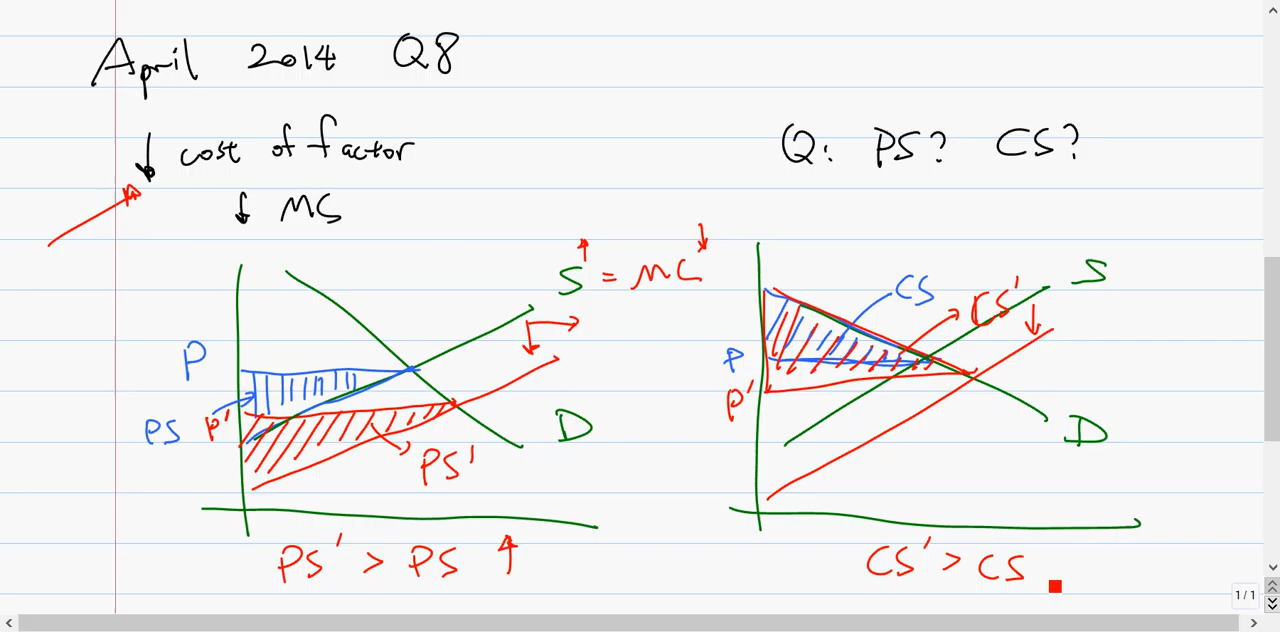 April 2014 Q8
↓ cost of factor
Q: PS? CS?
↓ MC
S↑ = MC↓
P
PS
P'
D
PS'
PS' > PS ↑
S
CS
CS'
P
P'
D
CS' > CS
1 / 1